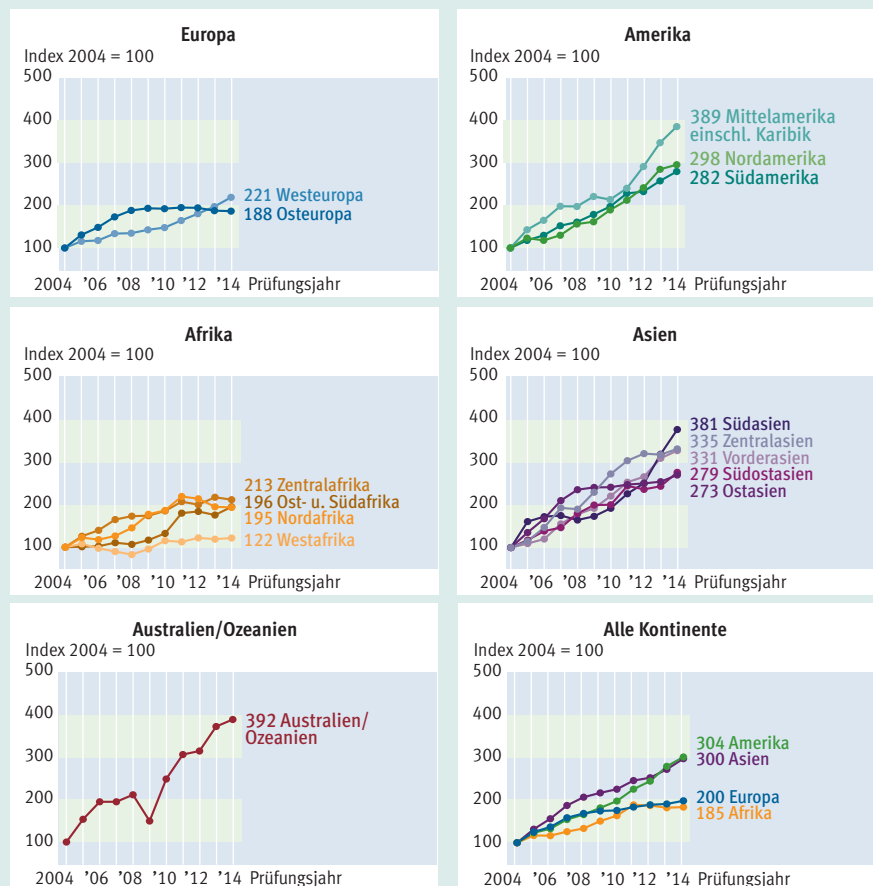 Europa
Index 2004 = 100
500
400
300
200
100
221 Westeuropa
188 Osteuropa
2004 ’06 ’08 ’10 ’12 ’14 Prüfungsjahr
Amerika
Index 2004 = 100
500
400
300
200
100
389 Mittelamerika
einschl. Karibik
298 Nordamerika
282 Südamerika
2004 ’06 ’08 ’10 ’12 ’14 Prüfungsjahr
Afrika
Index 2004 = 100
500
400
300
200
100
213 Zentralafrika
196 Ost- u. Südafrika
195 Nordafrika
122 Westafrika
2004 ’06 ’08 ’10 ’12 ’14 Prüfungsjahr
Asien
Index 2004 = 100
500
400
300
200
100
381 Südasien
335 Zentralasien
331 Vorderasien
279 Südostasien
273 Ostasien
2004 ’06 ’08 ’10 ’12 ’14 Prüfungsjahr
Australien/Ozeanien
Index 2004 = 100
500
400
300
200
100
392 Australien/
Ozeanien
2004 ’06 ’08 ’10 ’12 ’14 Prüfungsjahr
Alle Kontinente
Index 2004 = 100
500
400
300
200
100
304 Amerika
300 Asien
200 Europa
185 Afrika
2004 ’06 ’08 ’10 ’12 ’14 Prüfungsjahr